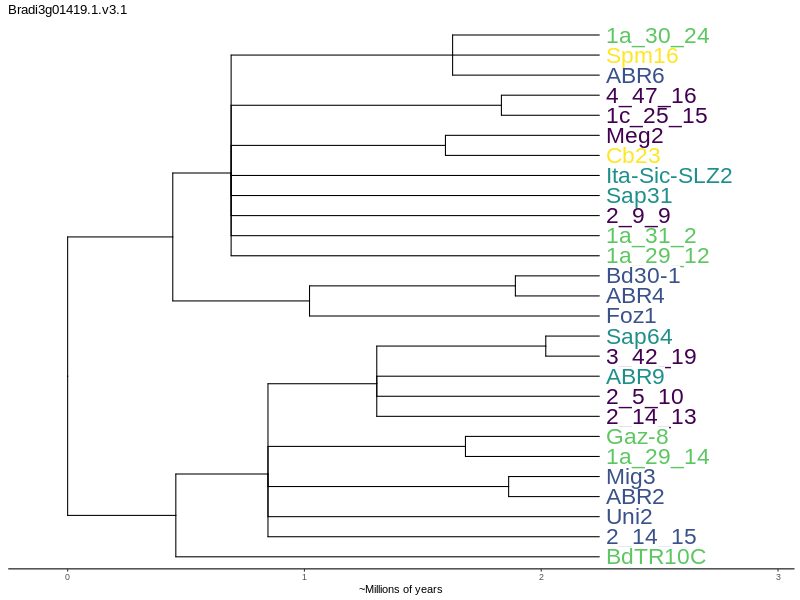 Bradi3g01419.1.v3.1
1a_30_24
Spm16
ABR6
4_47_16
1c_25_15
Meg2
Cb23
Ita-Sic-SLZ2
Sap31
2_9_9
1a_31_2
1a_29_12
Bd30-1
ABR4
Foz1
Sap64
3_42_19
ABR9
2_5_10
2_14_13
Gaz-8
1a_29_14
Mig3
ABR2
Uni2
2_14_15
BdTR10C
0 1 2 3
~Millions of years